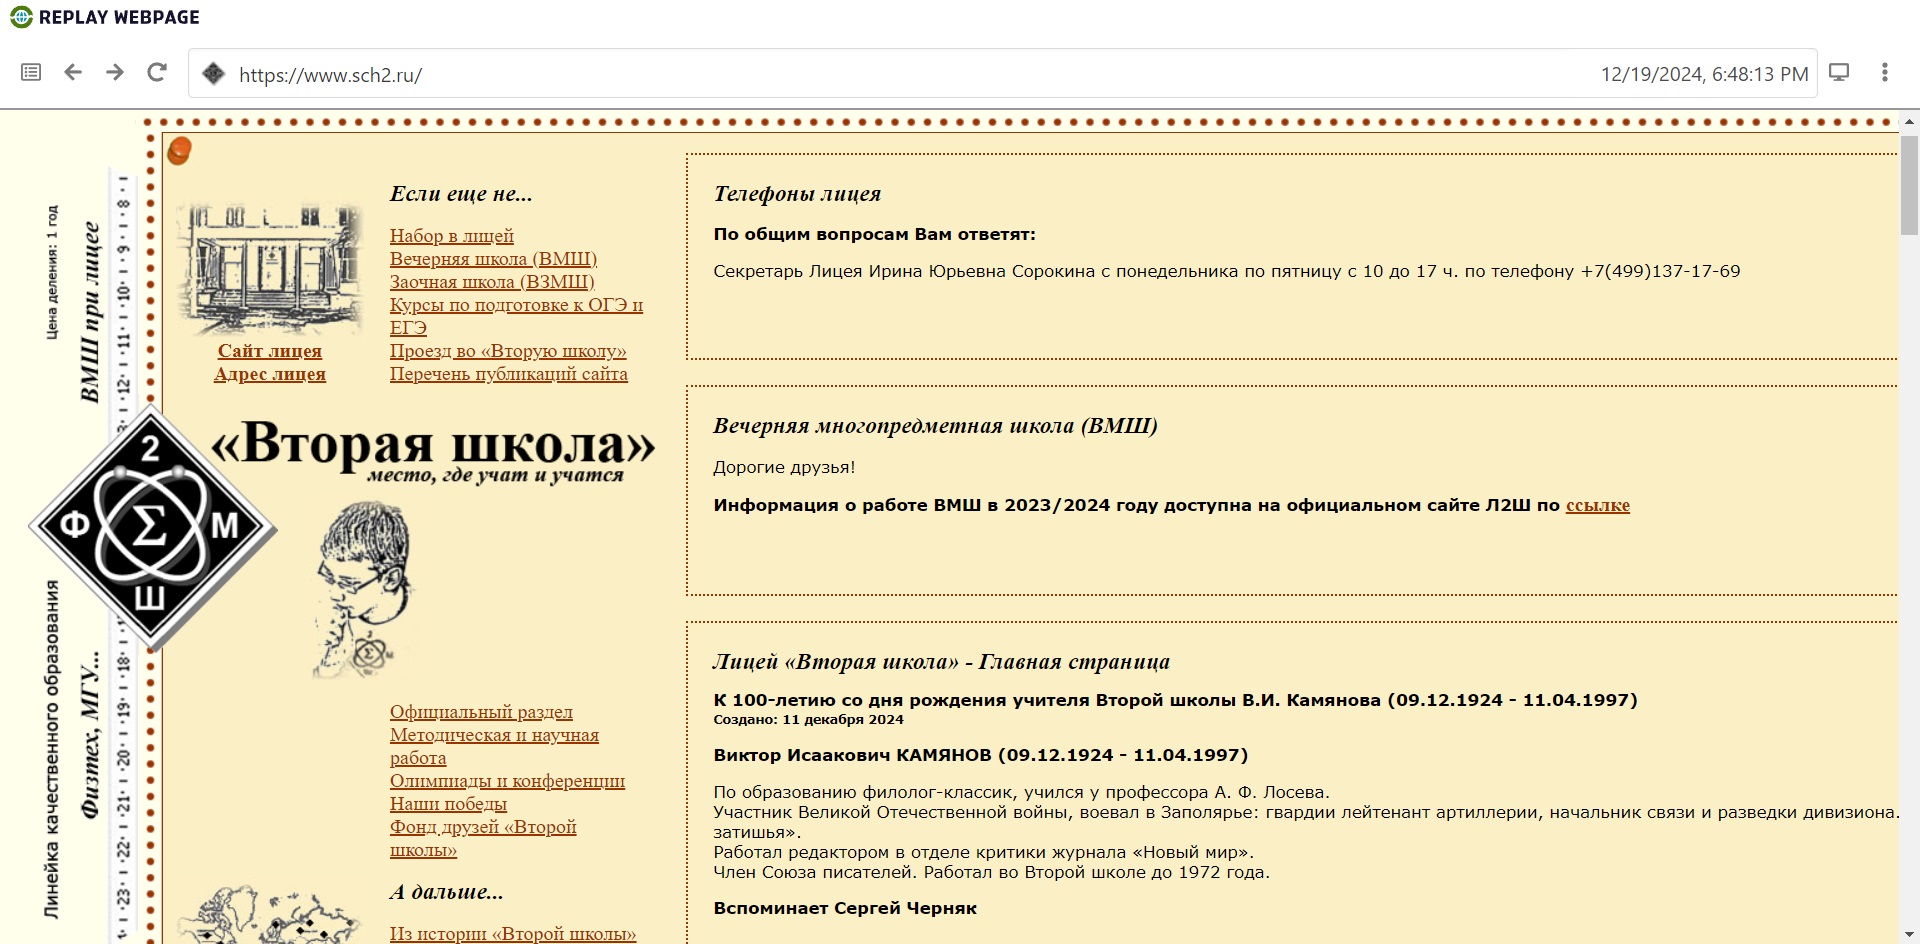 REPLAY WEBPAGE
https://www.sch2.ru/
12/19/2024, 6:48:13 PM
Цена деления: 1 год
ВМШ при лицее
8
9
10
11
12
2
Ф Σ М
Ш
Линейка качественного образования
Физтех, МГУ...
18
19
20
21
22
23
Сайт лицея
Адрес лицея
Если еще не...
Набор в лицей
Вечерняя школа (ВМШ)
Заочная школа (ВЗМШ)
Курсы по подготовке к ОГЭ и
ЕГЭ
Проезд во «Вторую школу»
Перечень публикаций сайта
«Вторая школа»
место, где учат и учатся
2
Σ М
Официальный раздел
Методическая и научная
работа
Олимпиады и конференции
Наши победы
Фонд друзей «Второй
школы»
А дальше...
Из истории «Второй школы»
Телефоны лицея
По общим вопросам Вам ответят:
Секретарь Лицея Ирина Юрьевна Сорокина с понедельника по пятницу с 10 до 17 ч. по телефону +7(499)137-17-69
Вечерняя многопредметная школа (ВМШ)
Дорогие друзья!
Информация о работе ВМШ в 2023/2024 году доступна на официальном сайте Л2Ш по ссылке
Лицей «Вторая школа» - Главная страница
К 100-летию со дня рождения учителя Второй школы В.И. Камянова (09.12.1924 - 11.04.1997)
Создано: 11 декабря 2024
Виктор Исаакович КАМЯНОВ (09.12.1924 - 11.04.1997)
По образованию филолог-классик, учился у профессора А. Ф. Лосева.
Участник Великой Отечественной войны, воевал в Заполярье: гвардии лейтенант артиллерии, начальник связи и разведки дивизиона.
затишья».
Работал редактором в отделе критики журнала «Новый мир».
Член Союза писателей. Работал во Второй школе до 1972 года.
Вспоминает Сергей Черняк